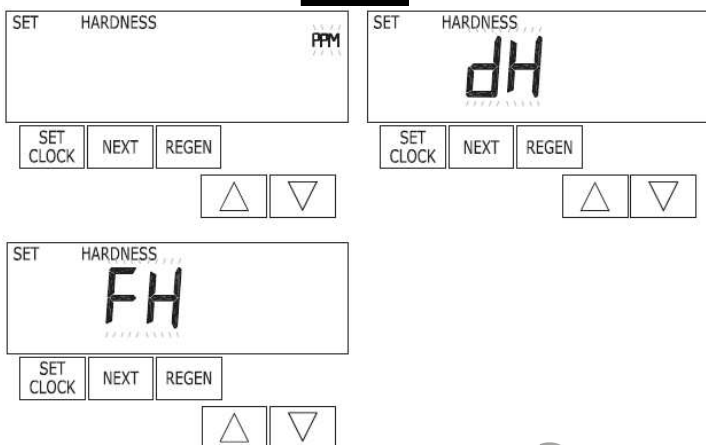 SET HARDNESS
PPM
SET CLOCK NEXT REGEN
SET HARDNESS
dH
SET CLOCK NEXT REGEN
SET HARDNESS
FH
SET CLOCK NEXT REGEN